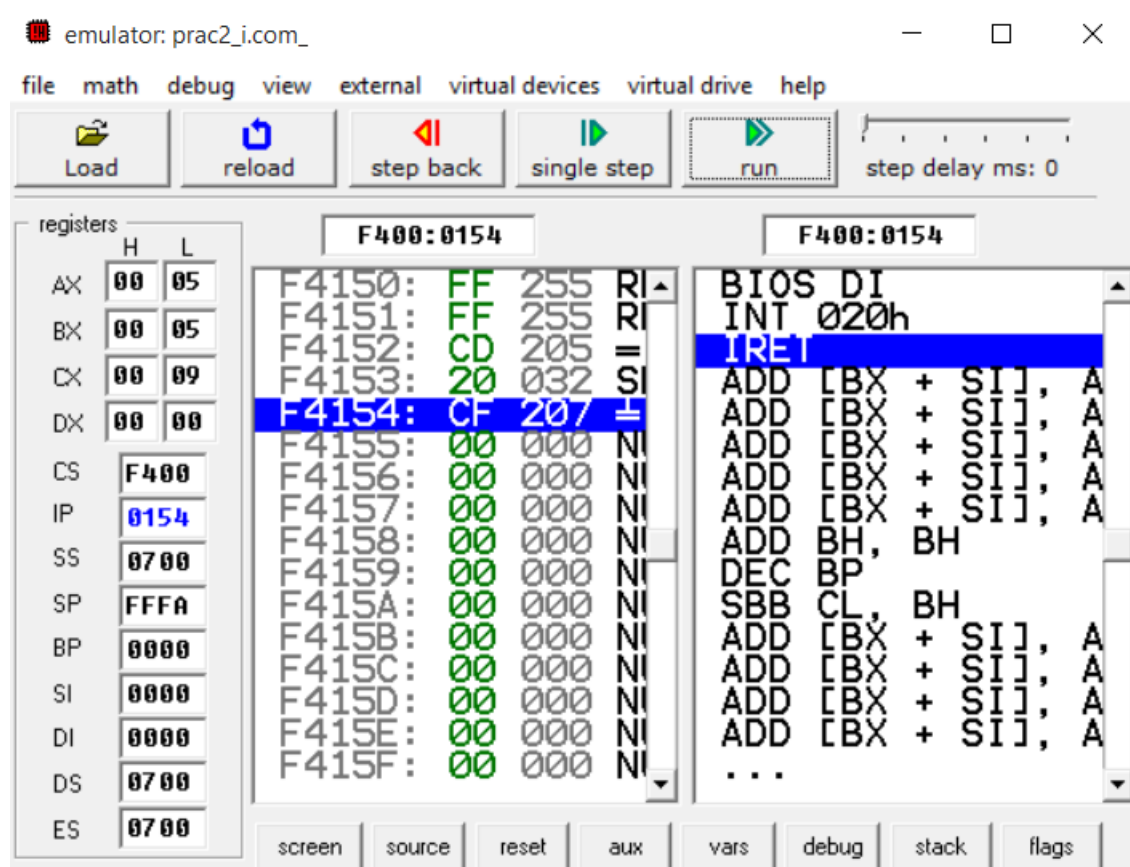 emulator: prac2_i.com_
file math debug view external virtual devices virtual drive help
Load reload step back single step run step delay ms: 0
registers
H L
AX 00 05
BX 00 05
CX 00 09
DX 00 00
CS F400
IP 0154
SS 0700
SP FFFA
BP 0000
SI 0000
DI 0000
DS 0700
ES 0700
F400:0154
F4150: FF 255 R
F4151: FF 255 R
F4152: CD 205 =
F4153: 20 032 S
F4154: CF 207 ╧
F4155: 00 000 N
F4156: 00 000 N
F4157: 00 000 N
F4158: 00 000 N
F4159: 00 000 N
F415A: 00 000 N
F415B: 00 000 N
F415C: 00 000 N
F415D: 00 000 N
F415E: 00 000 N
F415F: 00 000 N
F400:0154
BIOS DI
INT 020h
IRET
ADD [BX + SI], A
ADD [BX + SI], A
ADD [BX + SI], A
ADD [BX + SI], A
ADD [BX + SI], A
ADD BH, BH
DEC BP
SBB CL, BH
ADD [BX + SI], A
ADD [BX + SI], A
ADD [BX + SI], A
ADD [BX + SI], A
...
screen source reset aux vars debug stack flags